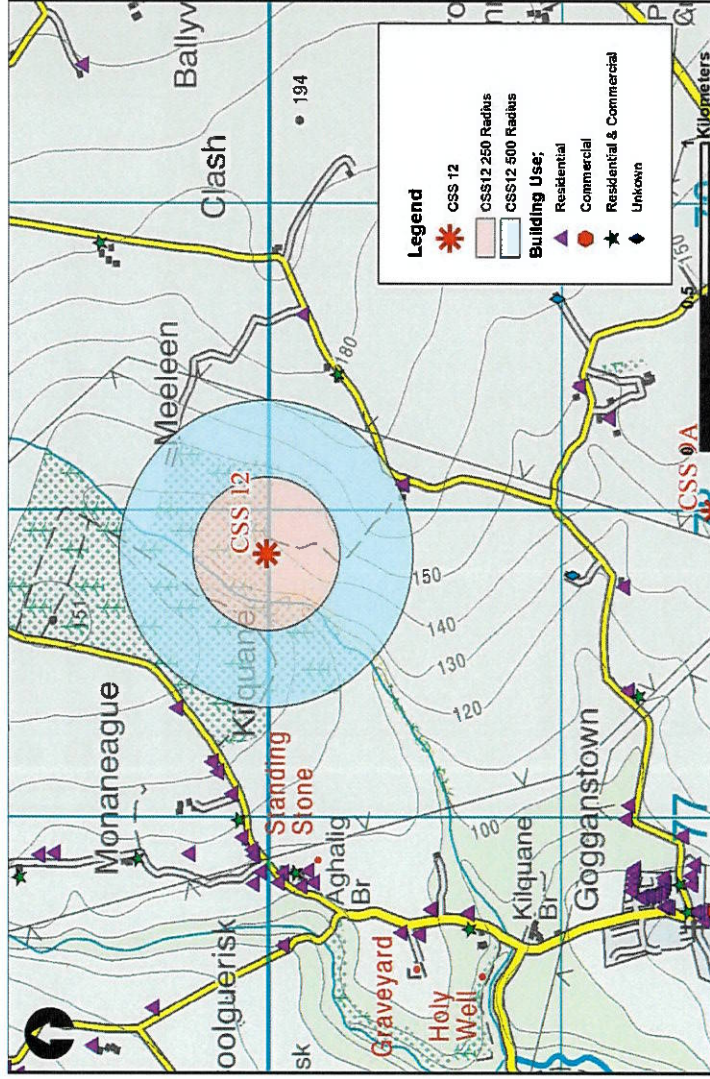 Ballyv
194
Clash
Meeleen
180
CSS 12
151
Kilquane
Monaneague
Standing
Stone
Aghalig
Br
oolguerisk
sk
Graveyard
Holy
Well
Kilquane
Br
Gogganstown
100
120
130
140
150
77
CSS 9A
Legend
CSS 12
CSS12 250 Radius
CSS12 500 Radius
Building Use;
Residential
Commercial
Residential & Commercial
Unkown
150
0.5
1
Kilometers